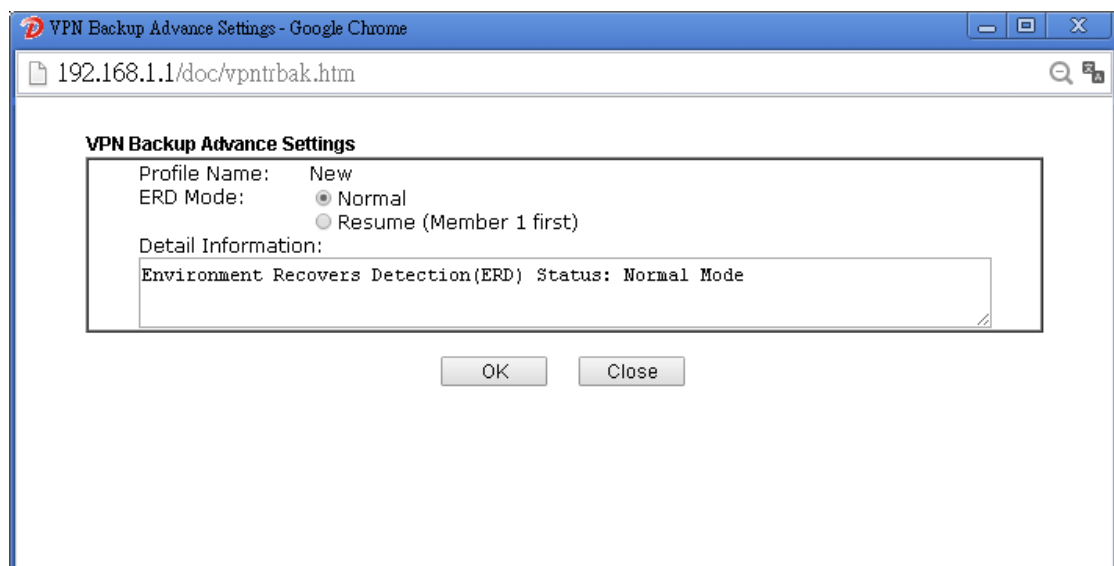 VPN Backup Advance Settings - Google Chrome
192.168.1.1/doc/vpntrbak.htm
VPN Backup Advance Settings
Profile Name: New
ERD Mode: Normal
Resume (Member 1 first)
Detail Information:
Environment Recovers Detection(ERD) Status: Normal Mode
OK Close